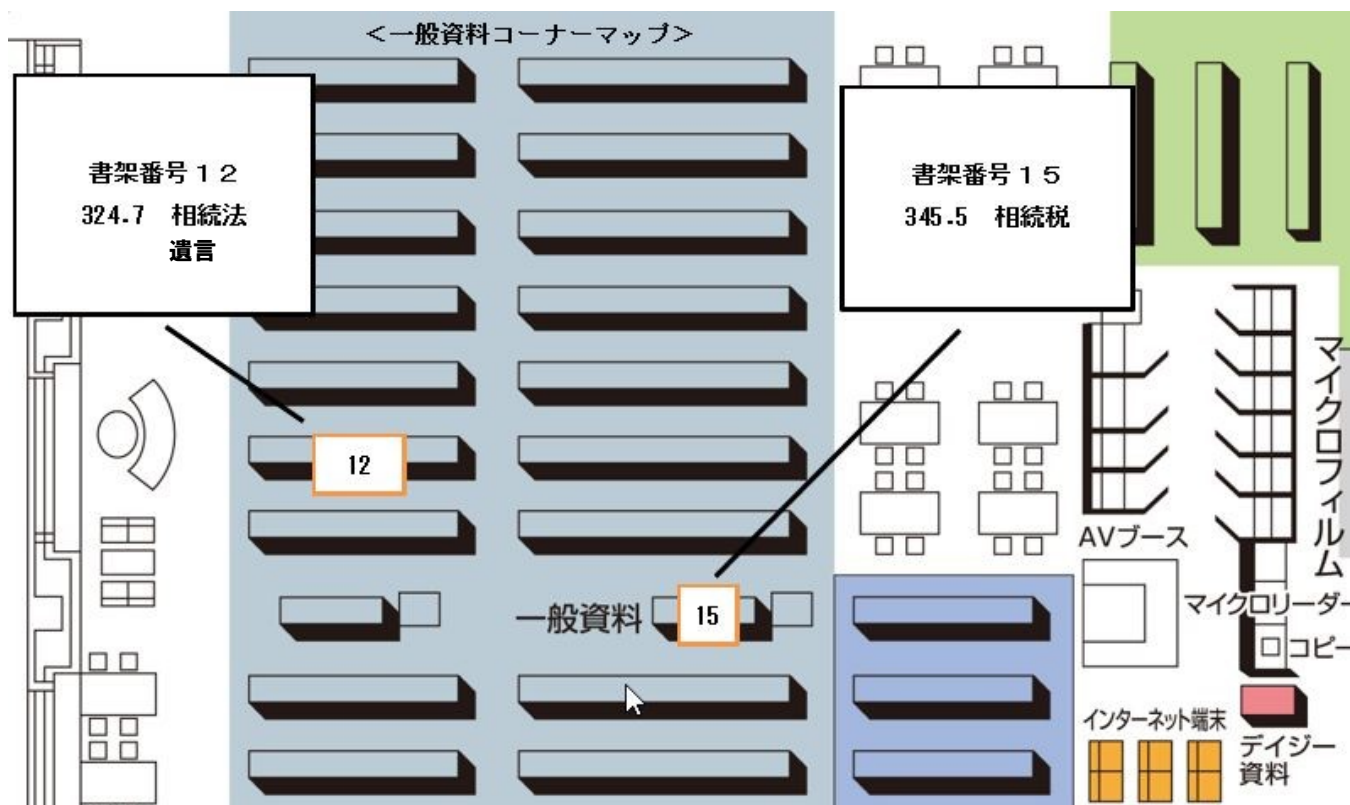 ＜一般資料コーナーマップ＞
書架番号１２
324.7　相続法
遺言
書架番号１５
345.5　相続税
12
15
一般資料
AVブース
マイクロフィルム
マイクロリーダー
コピー
インターネット端末
デイジー
資料